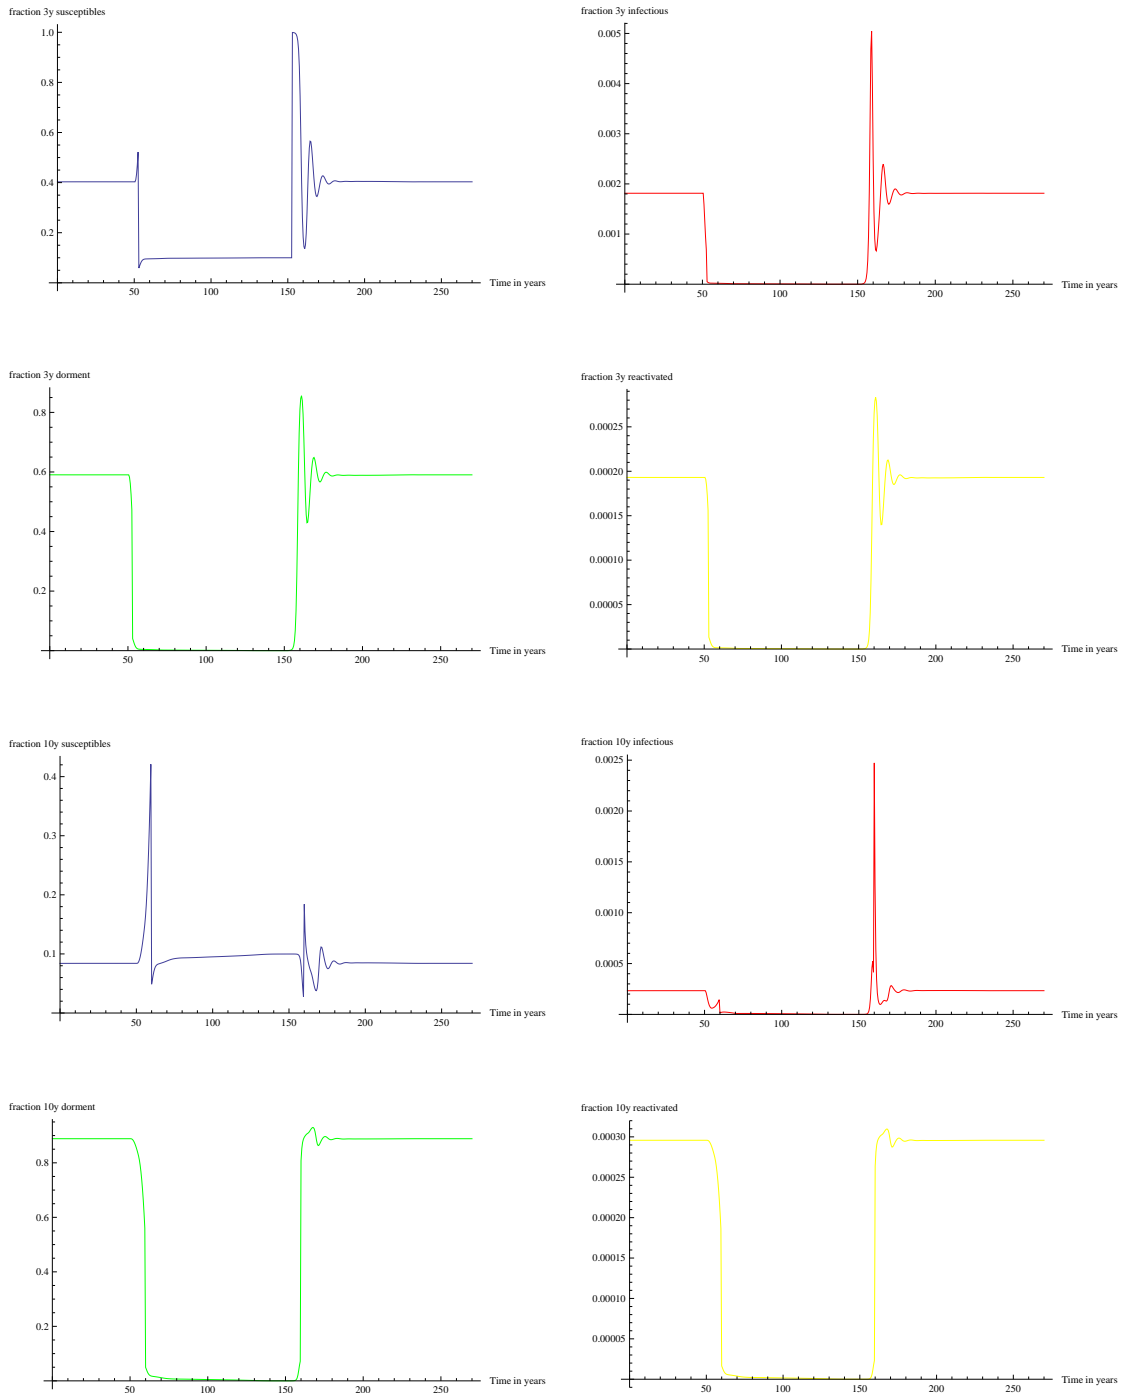 fraction 3y susceptibles
1.0
0.8
0.6
0.4
0.2
50 100 150 200 250 Time in years
fraction 3y infectious
0.005
0.004
0.003
0.002
0.001
50 100 150 200 250 Time in years
fraction 3y dorment
0.8
0.6
0.4
0.2
50 100 150 200 250 Time in years
fraction 3y reactivated
0.00025
0.00020
0.00015
0.00010
0.00005
50 100 150 200 250 Time in years
fraction 10y susceptibles
0.4
0.3
0.2
0.1
50 100 150 200 250 Time in years
fraction 10y infectious
0.0025
0.0020
0.0015
0.0010
0.0005
50 100 150 200 250 Time in years
fraction 10y dorment
0.8
0.6
0.4
0.2
50 100 150 200 250 Time in years
fraction 10y reactivated
0.00030
0.00025
0.00020
0.00015
0.00010
0.00005
50 100 150 200 250 Time in years